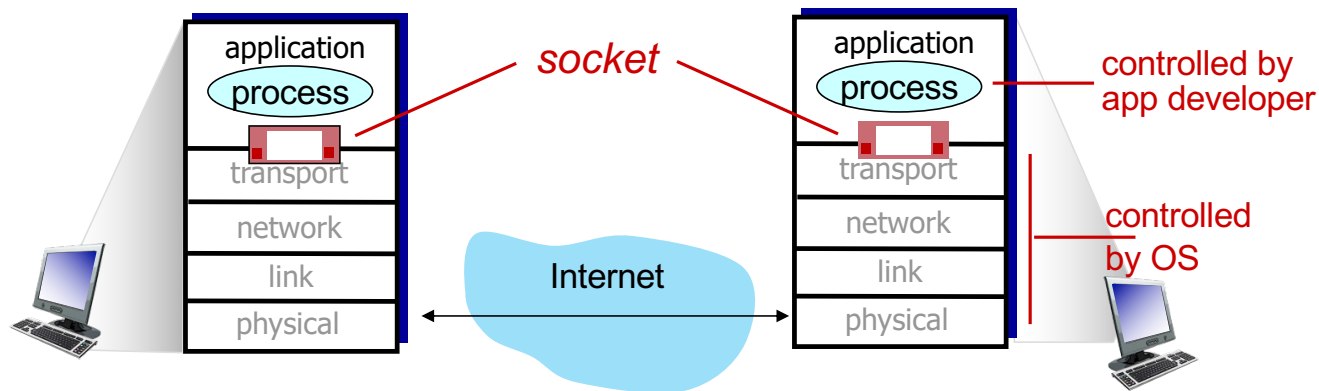 application
process
transport
network
link
physical
socket
Internet
application
process
transport
network
link
physical
controlled by
app developer
controlled
by OS